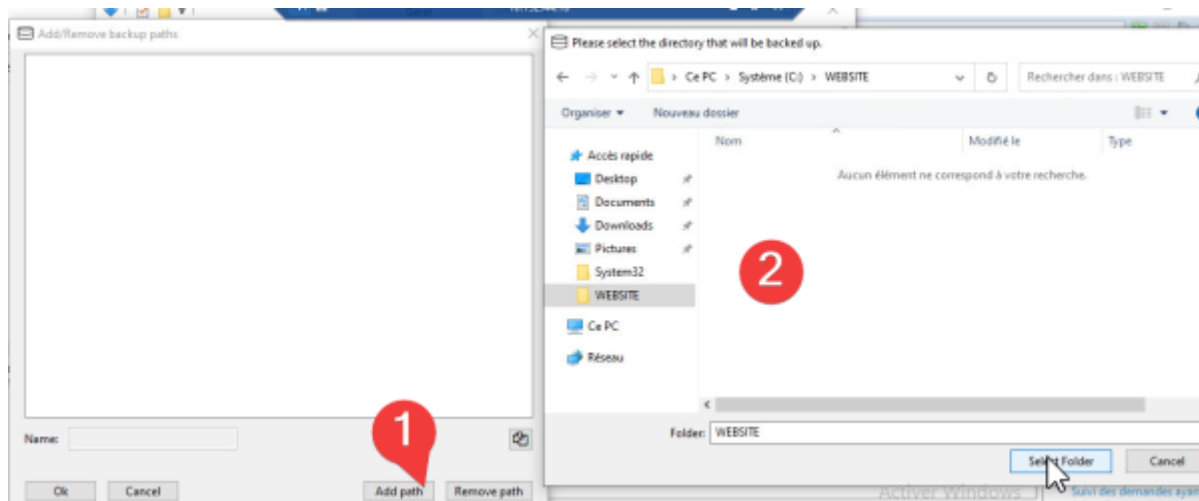 Add/Remove backup paths
Please select the directory that will be backed up.
Ce PC > Système (C:) > WEBSITE
Rechercher dans : WEBSITE
Organiser
Nouveau dossier
Nom
Modifié le
Type
Aucun élément ne correspond à votre recherche.
Accès rapide
Desktop
Documents
Downloads
Pictures
System32
WEBSITE
Ce PC
Réseau
2
1
Name:
Folder: WEBSITE
Select Folder
Cancel
Ok
Cancel
Add path
Remove path
Activer Windows
Suivi des demandes